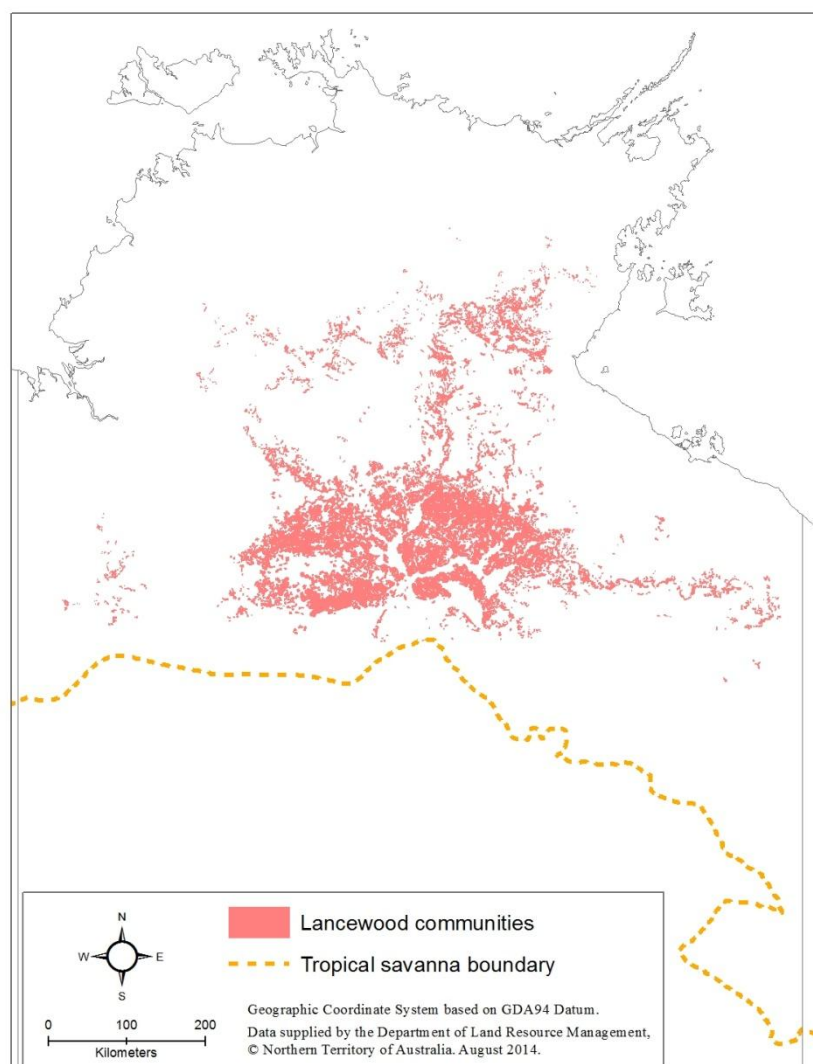 N
W E
S
0 100 200
Kilometers
Lancewood communities
Tropical savanna boundary
Geographic Coordinate System based on GDA94 Datum.
Data supplied by the Department of Land Resource Management,
© Northern Territory of Australia. August 2014.